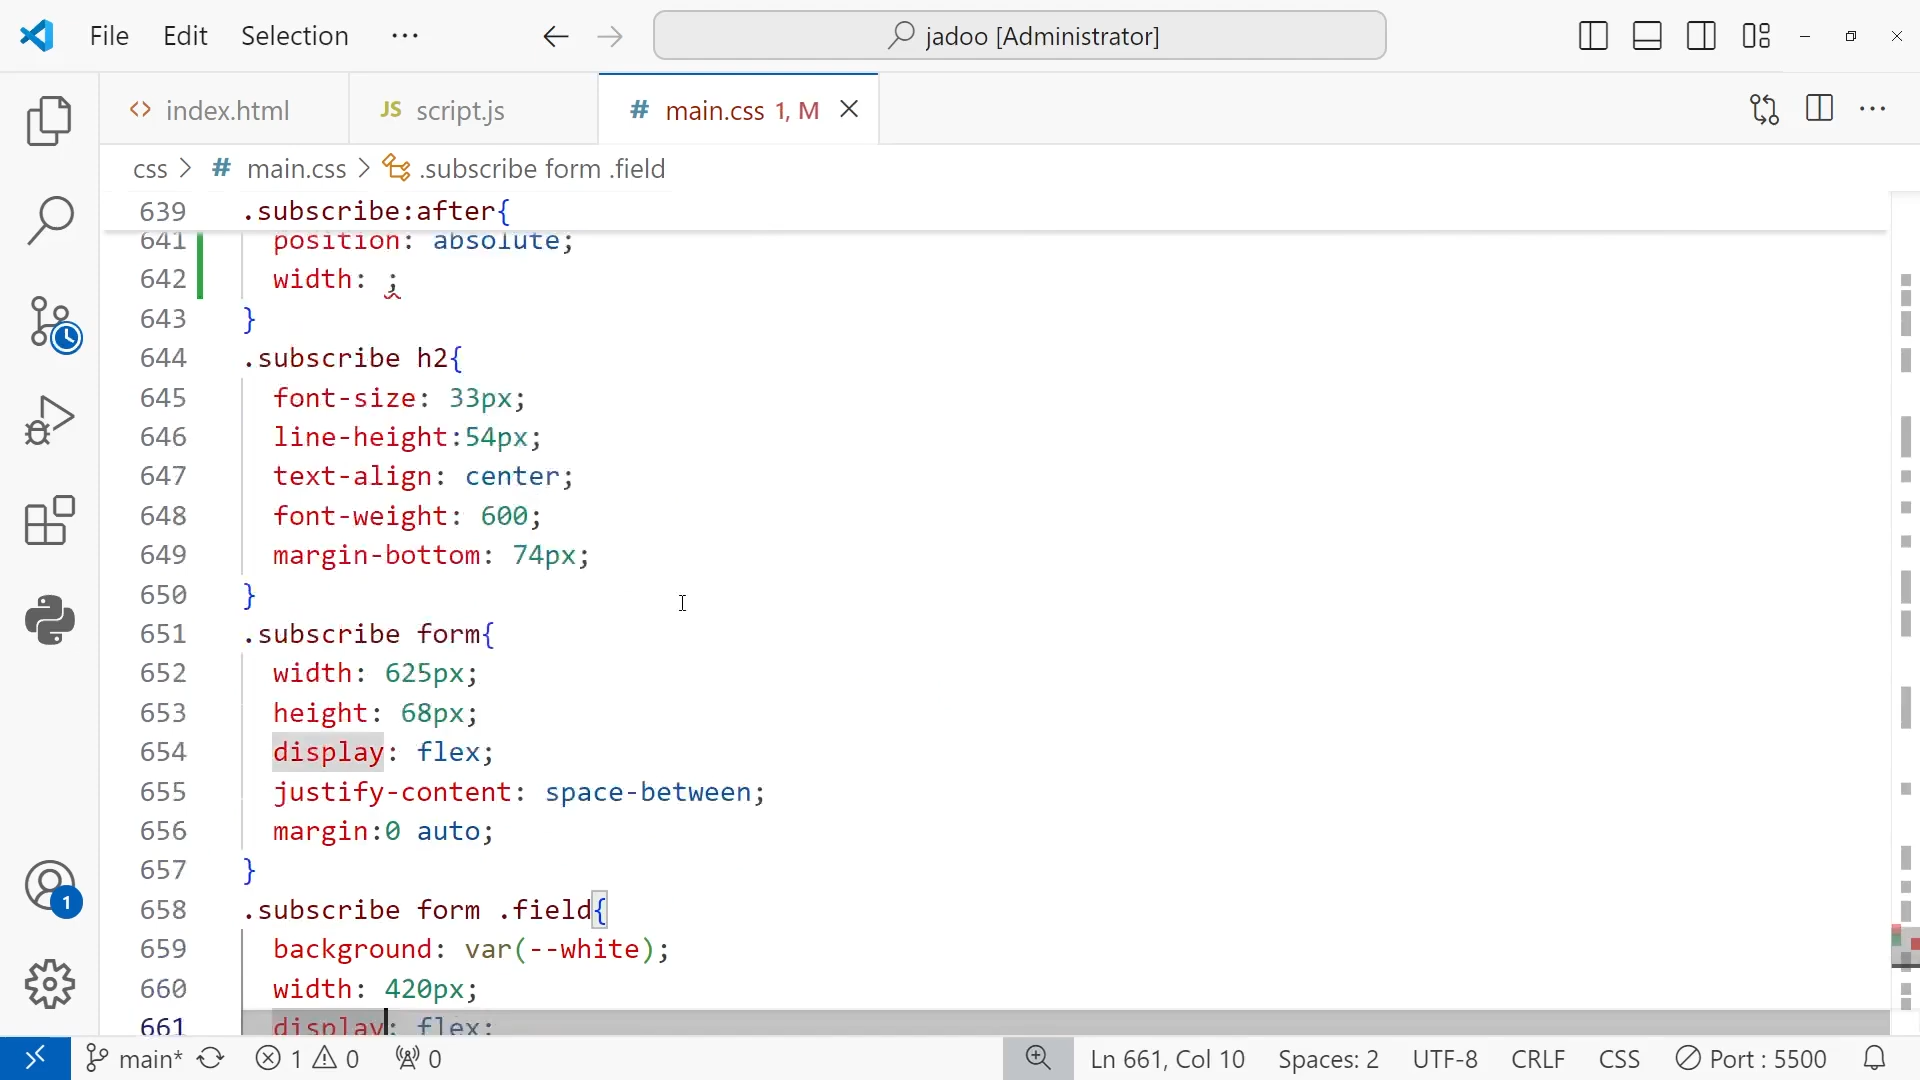 File Edit Selection ··· jadoo [Administrator]
<> index.html JS script.js # main.css 1, M
css > # main.css > .subscribe form .field
639 .subscribe:after{
641 position: absolute;
642 width: ;
643 }
644 .subscribe h2{
645 font-size: 33px;
646 line-height:54px;
647 text-align: center;
648 font-weight: 600;
649 margin-bottom: 74px;
650 }
651 .subscribe form{
652 width: 625px;
653 height: 68px;
654 display: flex;
655 justify-content: space-between;
656 margin:0 auto;
657 }
658 .subscribe form .field{
659 background: var(--white);
660 width: 420px;
661 display: flex;
1
main* 1 0 0 Ln 661, Col 10 Spaces: 2 UTF-8 CRLF CSS Port : 5500